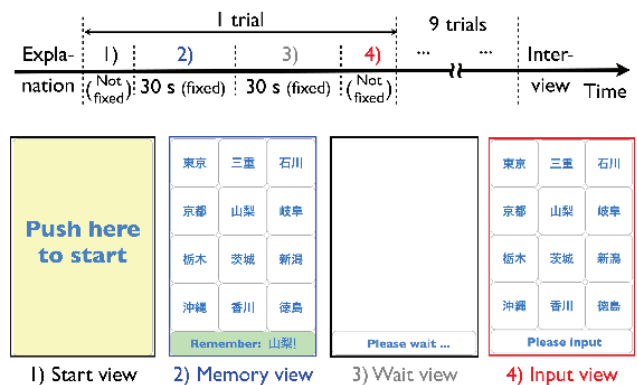 1 trial
9 trials
Expla-
nation
1)
2)
3)
4)
... ...
Inter-
view
(Not
fixed)
30 s (fixed)
30 s (fixed)
(Not
fixed)
Time
Push here
to start
東京 三重 石川
京都 山梨 岐阜
栃木 茨城 新潟
沖縄 香川 徳島
Remember: 山梨!
Please wait ...
東京 三重 石川
京都 山梨 岐阜
栃木 茨城 新潟
沖縄 香川 徳島
Please input
1) Start view
2) Memory view
3) Wait view
4) Input view